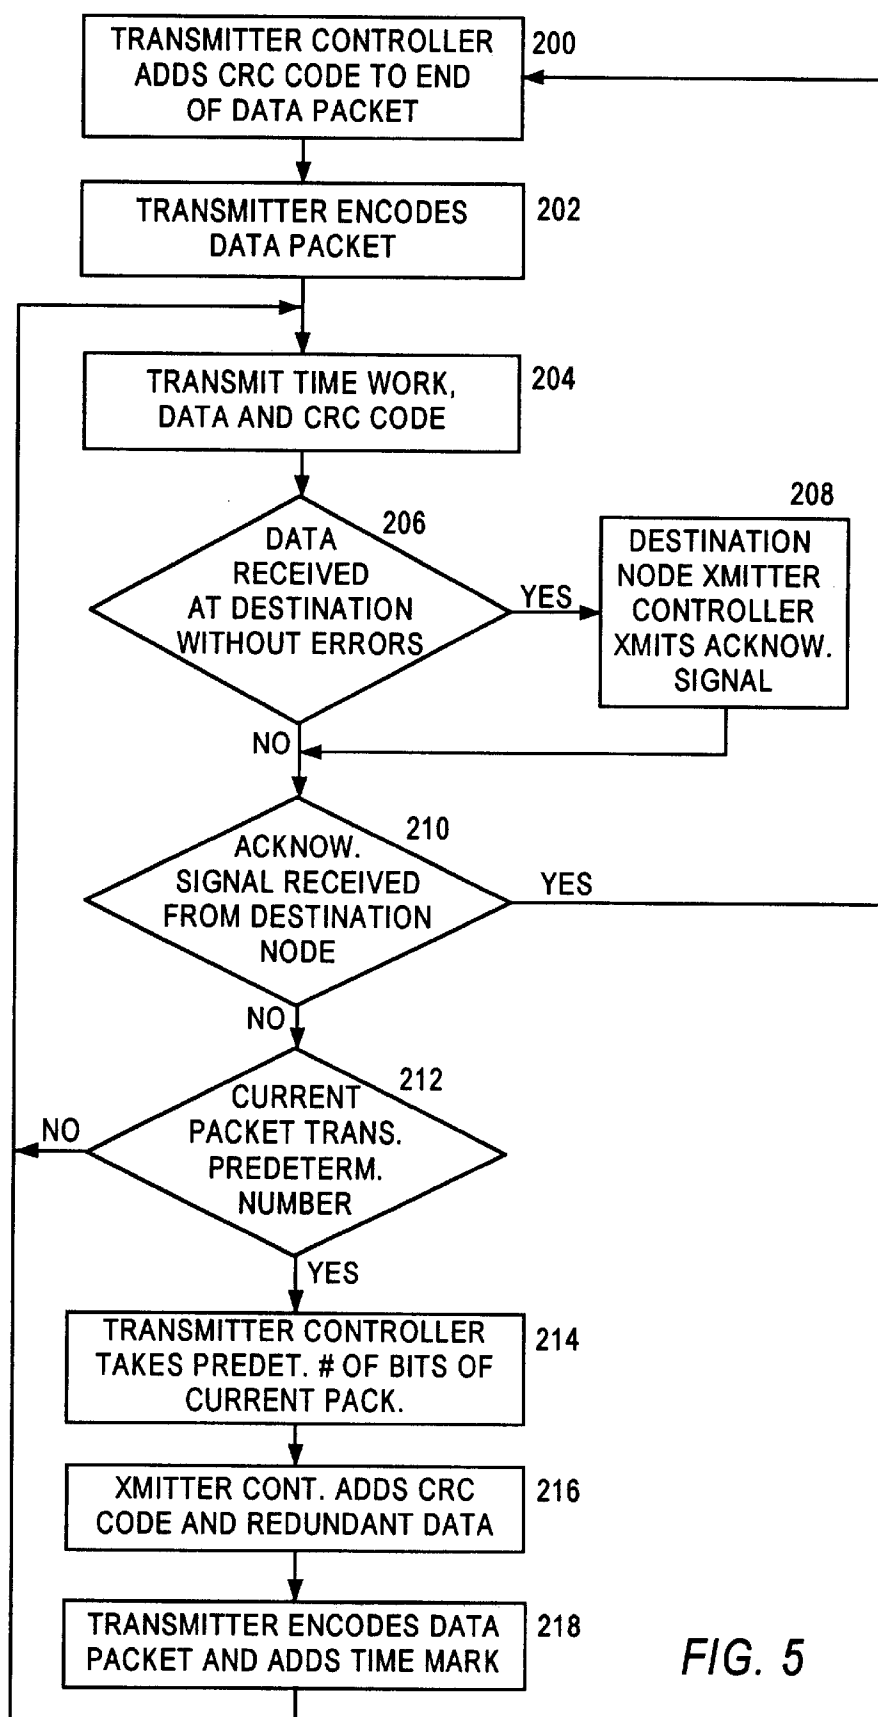 TRANSMITTER CONTROLLER
ADDS CRC CODE TO END
OF DATA PACKET
200
TRANSMITTER ENCODES
DATA PACKET
202
TRANSMIT TIME WORK,
DATA AND CRC CODE
204
DATA
RECEIVED
AT DESTINATION
WITHOUT ERRORS
206
YES
208
DESTINATION
NODE XMITTER
CONTROLLER
XMITS ACKNOW.
SIGNAL
NO
ACKNOW.
SIGNAL RECEIVED
FROM DESTINATION
NODE
210
YES
NO
CURRENT
PACKET TRANS.
PREDETERM.
NUMBER
212
NO
YES
TRANSMITTER CONTROLLER
TAKES PREDET. # OF BITS OF
CURRENT PACK.
214
XMITTER CONT. ADDS CRC
CODE AND REDUNDANT DATA
216
TRANSMITTER ENCODES DATA
PACKET AND ADDS TIME MARK
218
FIG. 5